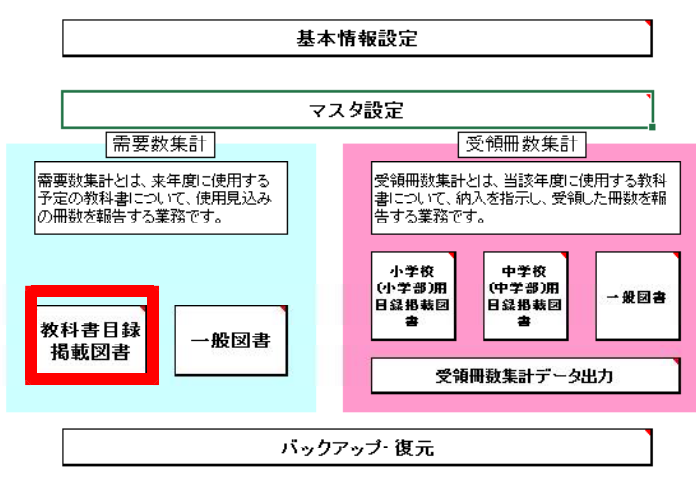 基本情報設定
マスタ設定
需要数集計
需要数集計とは、来年度に使用する
予定の教科書について、使用見込み
の冊数を報告する業務です。
教科書目録
掲載図書
一般図書
受領冊数集計
受領冊数集計とは、当該年度に使用する教科
書について、納入を指示し、受領した冊数を報
告する業務です。
小学校
(小学部)用
目録掲載図
書
中学校
(中学部)用
目録掲載図
書
一般図書
受領冊数集計データ出力
バックアップ・復元